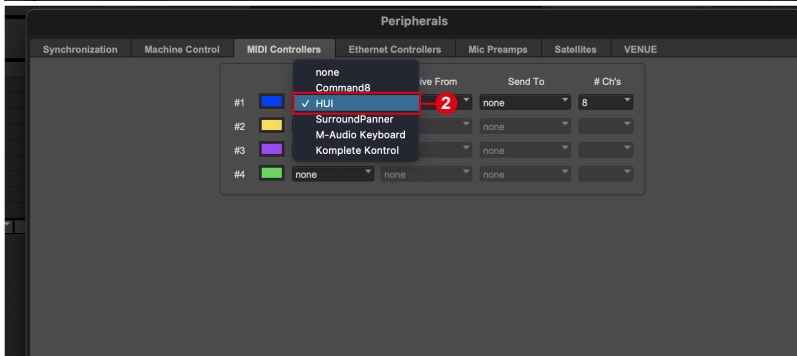 Peripherals
Synchronization Machine Control MIDI Controllers Ethernet Controllers Mic Preamps Satellites VENUE
none
Command8
✓ HUI
SurroundPanner
M-Audio Keyboard
Komplete Kontrol
2
ive From Send To # Ch's
#1 none 8
#2 none
#3 none
#4 none none none